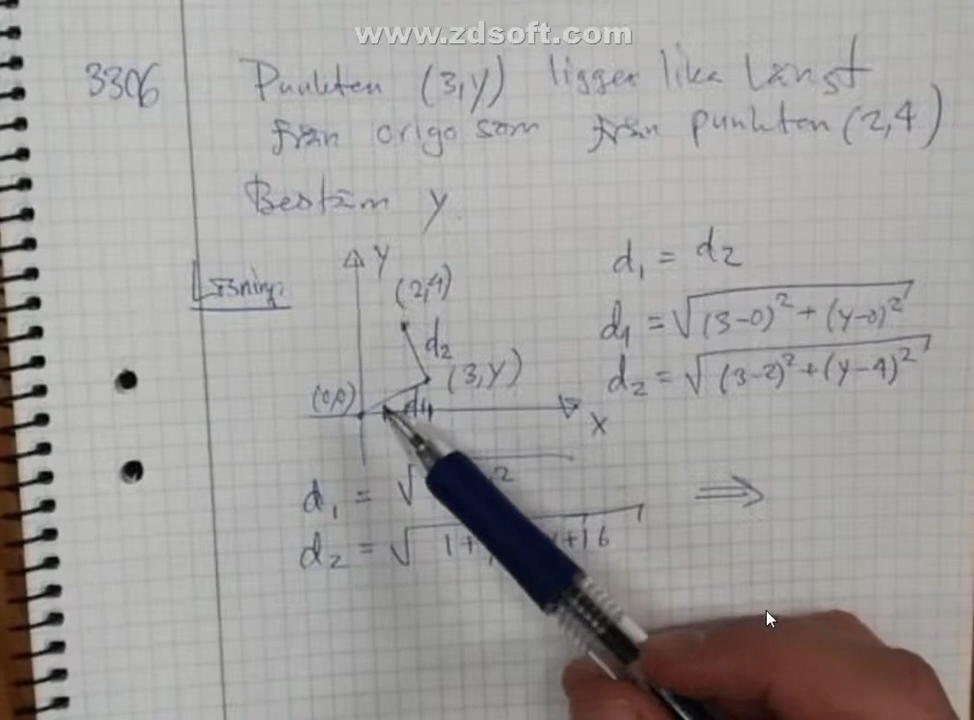 www.zdsoft.com
3306 Punkten (3,y) ligger lika långt
från origo som från punkten (2,4)
Bestäm y.
Lösning:
y
(2,4)
d2
(3,y)
(0,0)
d1
x
d₁ = d₂
d₁ = √(3-0)² + (y-0)²
d₂ = √(3-2)² + (y-4)²
d₁ = √ 2
d₂ = √1+ y+16
⟹